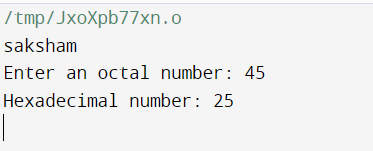 /tmp/JxoXpb77xn.o
saksham
Enter an octal number: 45
Hexadecimal number: 25